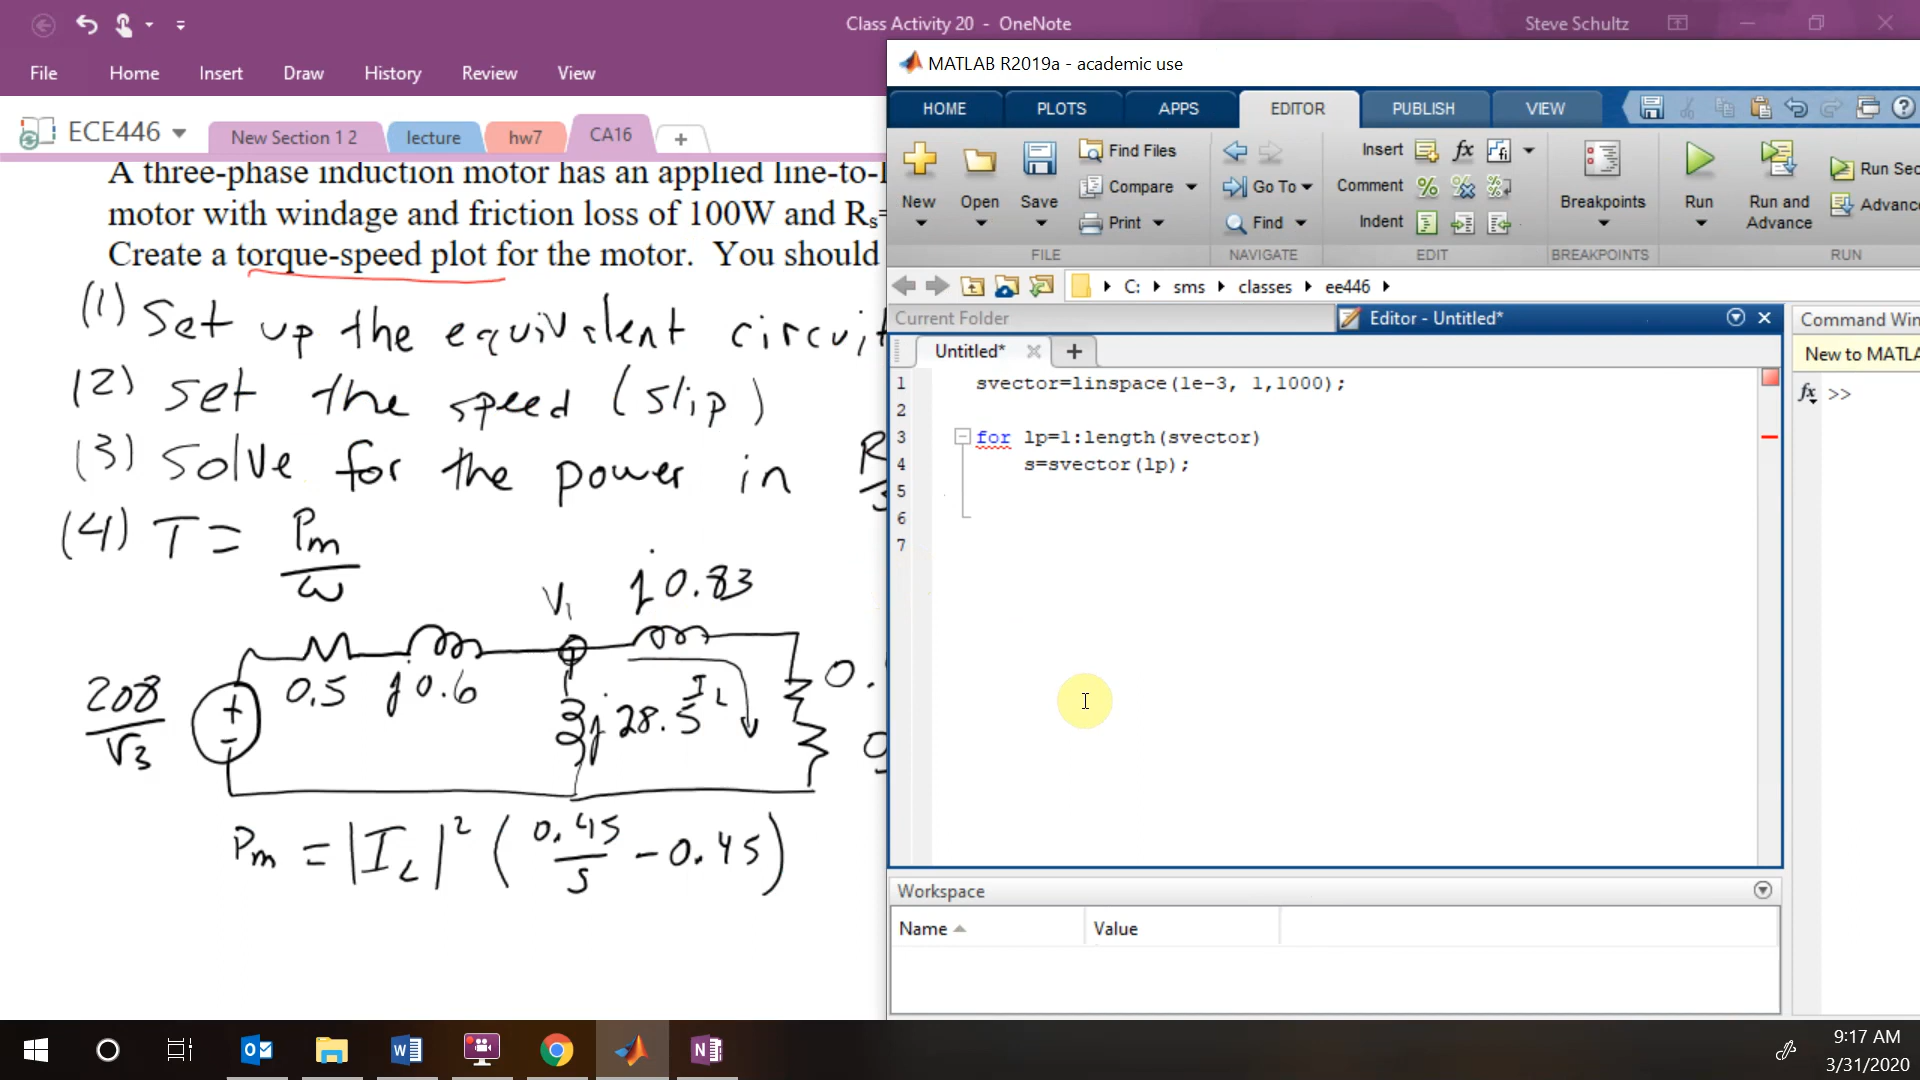 Class Activity 20 - OneNote
Steve Schultz
File Home Insert Draw History Review View
ECE446
New Section 1 2
lecture
hw7
CA16
A three-phase induction motor has an applied line-to-
motor with windage and friction loss of 100W and Rs=
Create a torque-speed plot for the motor. You should
(1) Set up the equivalent circuit
(2) set the speed (slip)
(3) Solve for the power in R
(4) T = Pm/ω
V1
j0.83
208/√3
0.5
j0.6
j28.5
IL
0.
Pm = |IL|² (0.45/s - 0.45)
MATLAB R2019a - academic use
HOME PLOTS APPS EDITOR PUBLISH VIEW
New
Open
Save
Find Files
Compare
Print
FILE
Go To
Find
NAVIGATE
Insert
Comment
Indent
EDIT
Breakpoints
BREAKPOINTS
Run
Run and
Advance
Run Sec
Advanc
RUN
C: sms classes ee446
Current Folder
Editor - Untitled*
Untitled*
1 svector=linspace(1e-3, 1,1000);
2
3 for lp=1:length(svector)
4 s=svector(lp);
5
6
7
Workspace
Name Value
Command Win
New to MATLA
fx >>
9:17 AM
3/31/2020